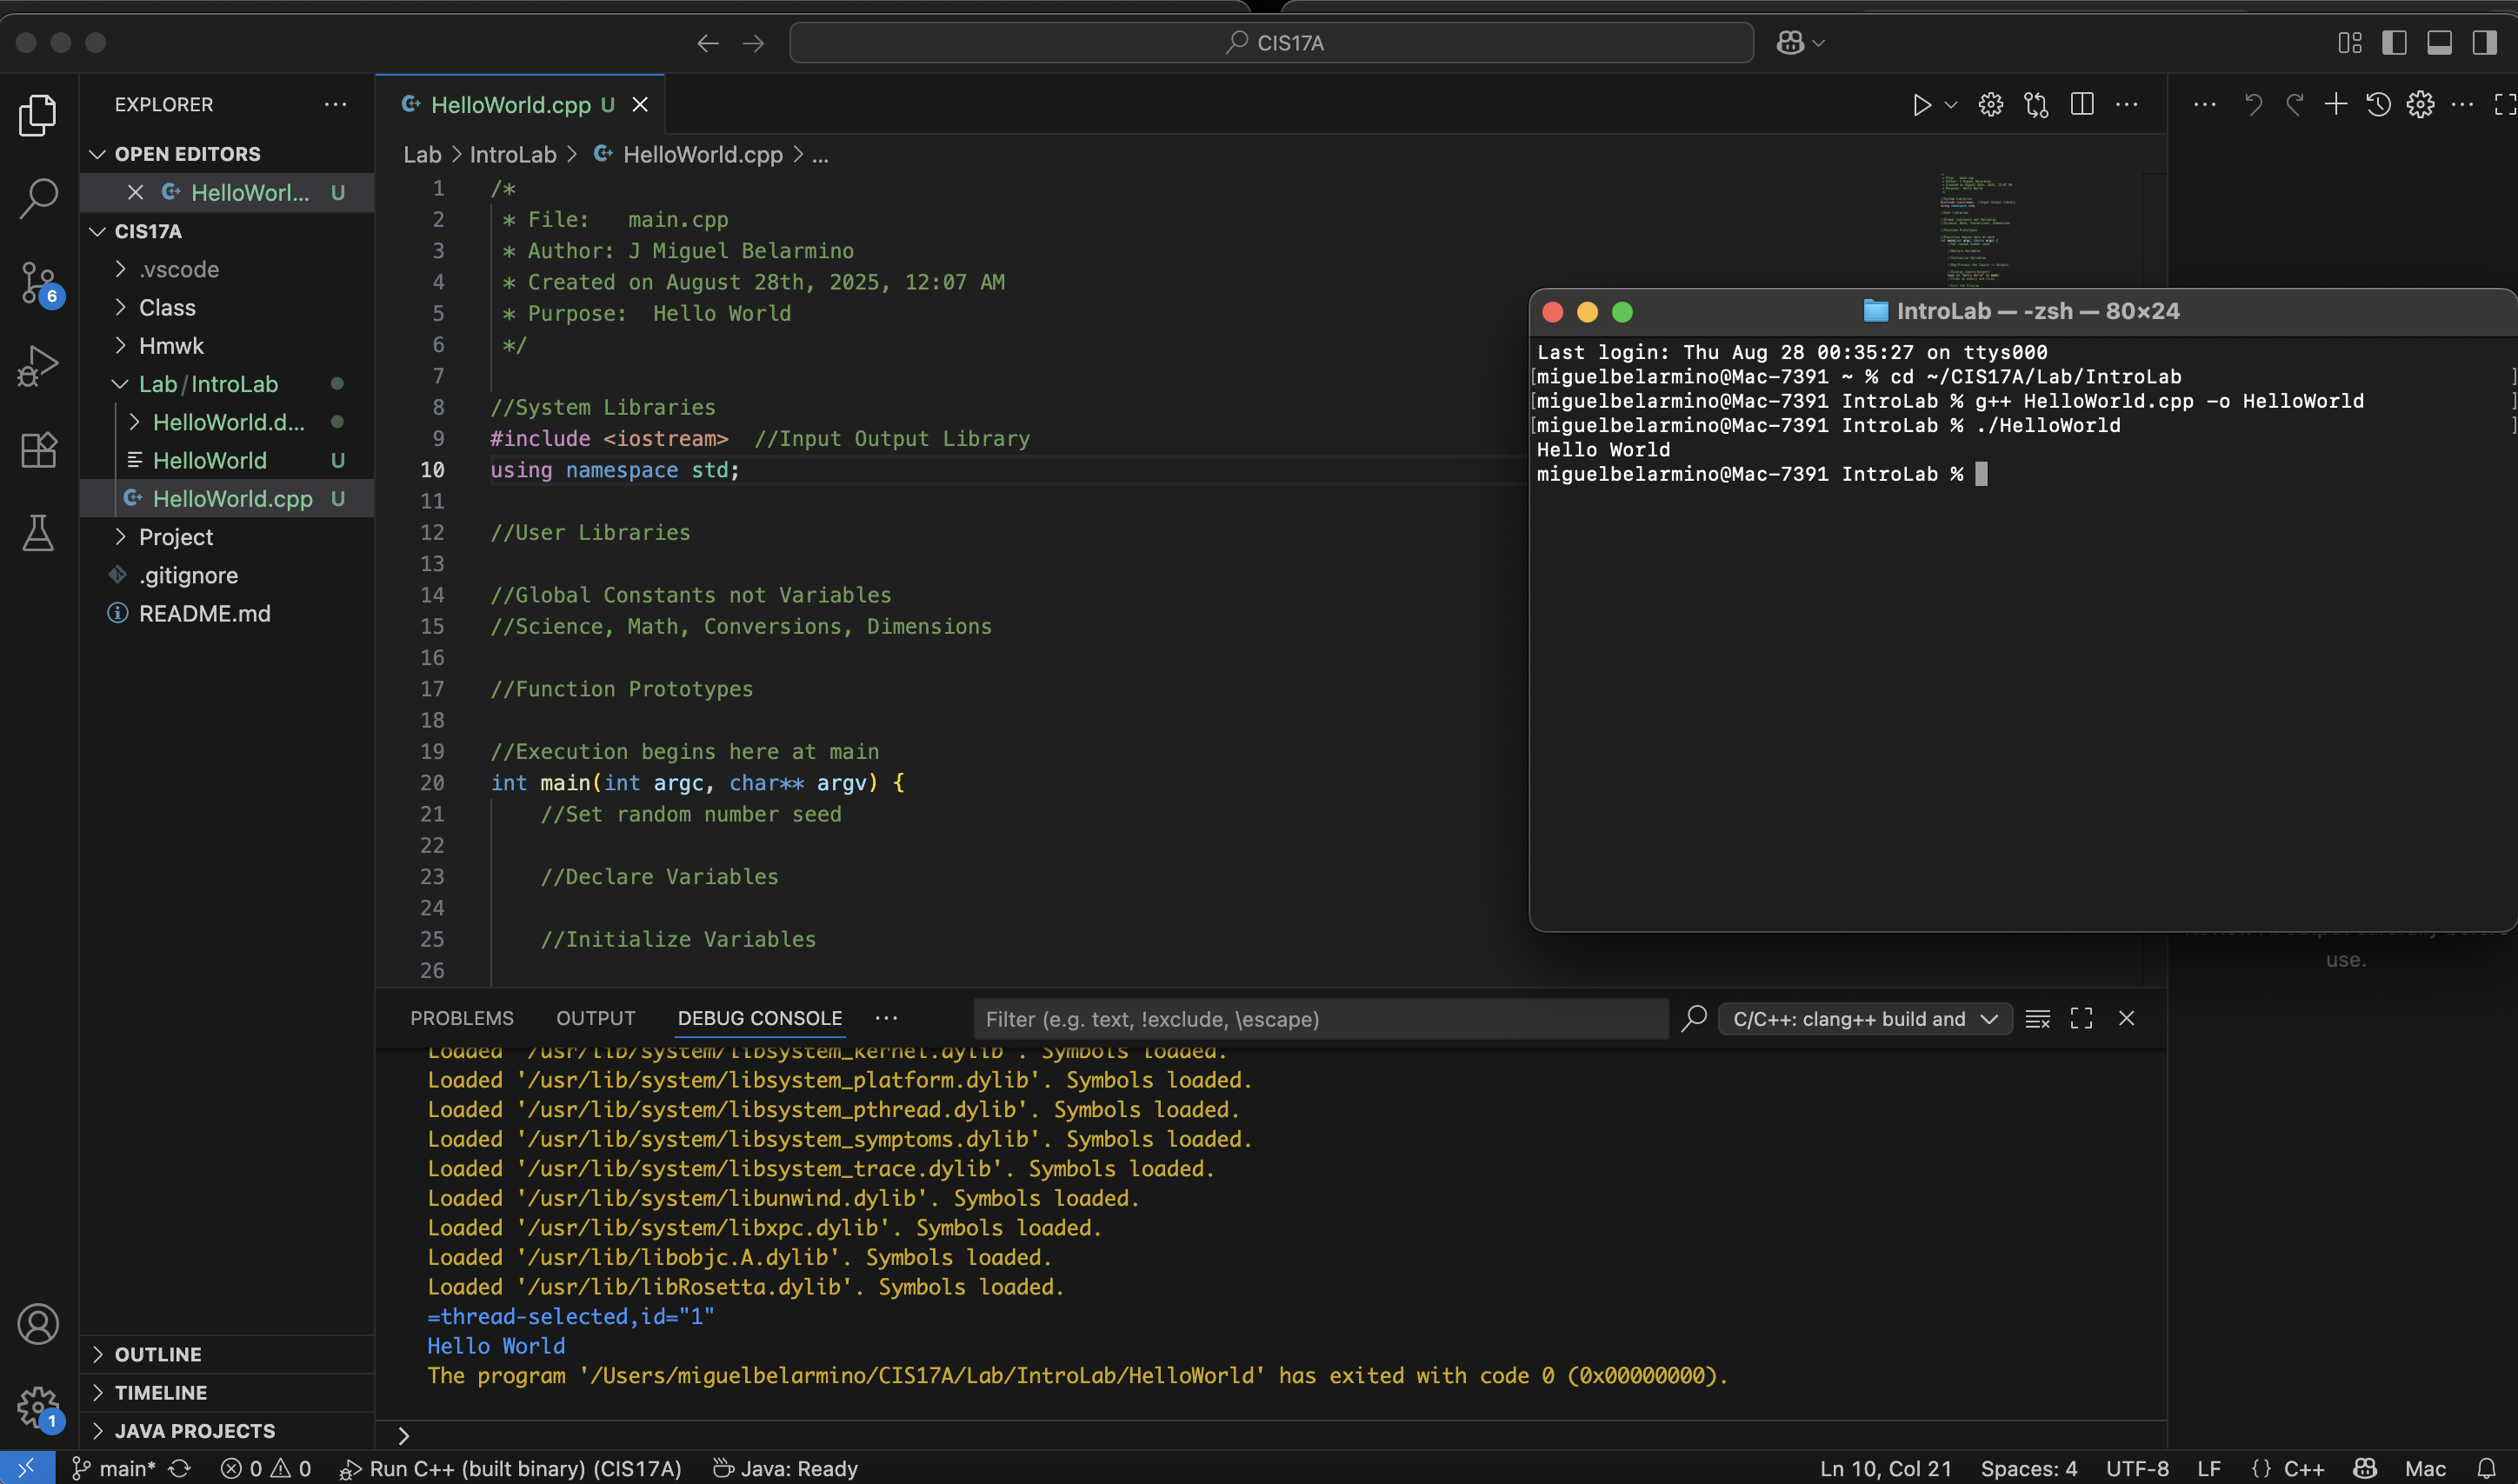 CIS17A
EXPLORER
OPEN EDITORS
HelloWorl... U
CIS17A
.vscode
Class
Hmwk
Lab/IntroLab
HelloWorld.d...
HelloWorld U
HelloWorld.cpp U
Project
.gitignore
README.md
OUTLINE
TIMELINE
JAVA PROJECTS
6
1
HelloWorld.cpp U
Lab > IntroLab > HelloWorld.cpp > ...
1 /*
2 * File:   main.cpp
3 * Author: J Miguel Belarmino
4 * Created on August 28th, 2025, 12:07 AM
5 * Purpose:  Hello World
6 */
7
8 //System Libraries
9 #include <iostream>  //Input Output Library
10 using namespace std;
11
12 //User Libraries
13
14 //Global Constants not Variables
15 //Science, Math, Conversions, Dimensions
16
17 //Function Prototypes
18
19 //Execution begins here at main
20 int main(int argc, char** argv) {
21     //Set random number seed
22
23     //Declare Variables
24
25     //Initialize Variables
26
IntroLab — -zsh — 80×24
Last login: Thu Aug 28 00:35:27 on ttys000
[miguelbelarmino@Mac-7391 ~ % cd ~/CIS17A/Lab/IntroLab ]
[miguelbelarmino@Mac-7391 IntroLab % g++ HelloWorld.cpp -o HelloWorld ]
[miguelbelarmino@Mac-7391 IntroLab % ./HelloWorld ]
Hello World
miguelbelarmino@Mac-7391 IntroLab %
use.
PROBLEMS OUTPUT DEBUG CONSOLE ...
Filter (e.g. text, !exclude, \escape)
C/C++: clang++ build and
Loaded '/usr/lib/system/libsystem_kernel.dylib'. Symbols loaded.
Loaded '/usr/lib/system/libsystem_platform.dylib'. Symbols loaded.
Loaded '/usr/lib/system/libsystem_pthread.dylib'. Symbols loaded.
Loaded '/usr/lib/system/libsystem_symptoms.dylib'. Symbols loaded.
Loaded '/usr/lib/system/libsystem_trace.dylib'. Symbols loaded.
Loaded '/usr/lib/system/libunwind.dylib'. Symbols loaded.
Loaded '/usr/lib/system/libxpc.dylib'. Symbols loaded.
Loaded '/usr/lib/libobjc.A.dylib'. Symbols loaded.
Loaded '/usr/lib/libRosetta.dylib'. Symbols loaded.
=thread-selected,id="1"
Hello World
The program '/Users/miguelbelarmino/CIS17A/Lab/IntroLab/HelloWorld' has exited with code 0 (0x00000000).
>
main* 0 0 Run C++ (built binary) (CIS17A) Java: Ready Ln 10, Col 21 Spaces: 4 UTF-8 LF {} C++ Mac